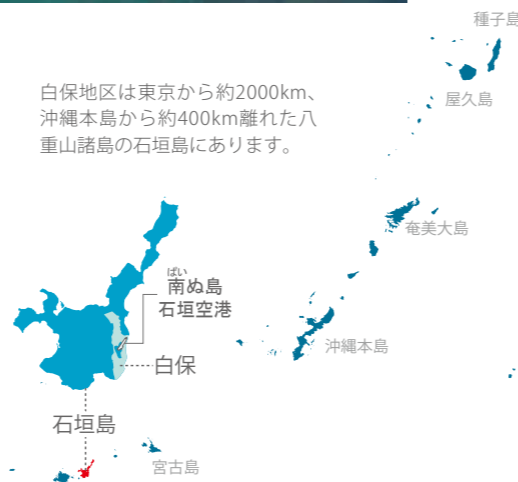 種子島
屋久島
白保地区は東京から約2000km、
沖縄本島から約400km離れた八
重山諸島の石垣島にあります。
奄美大島
ぱい
南ぬ島
石垣空港
沖縄本島
白保
石垣島
宮古島